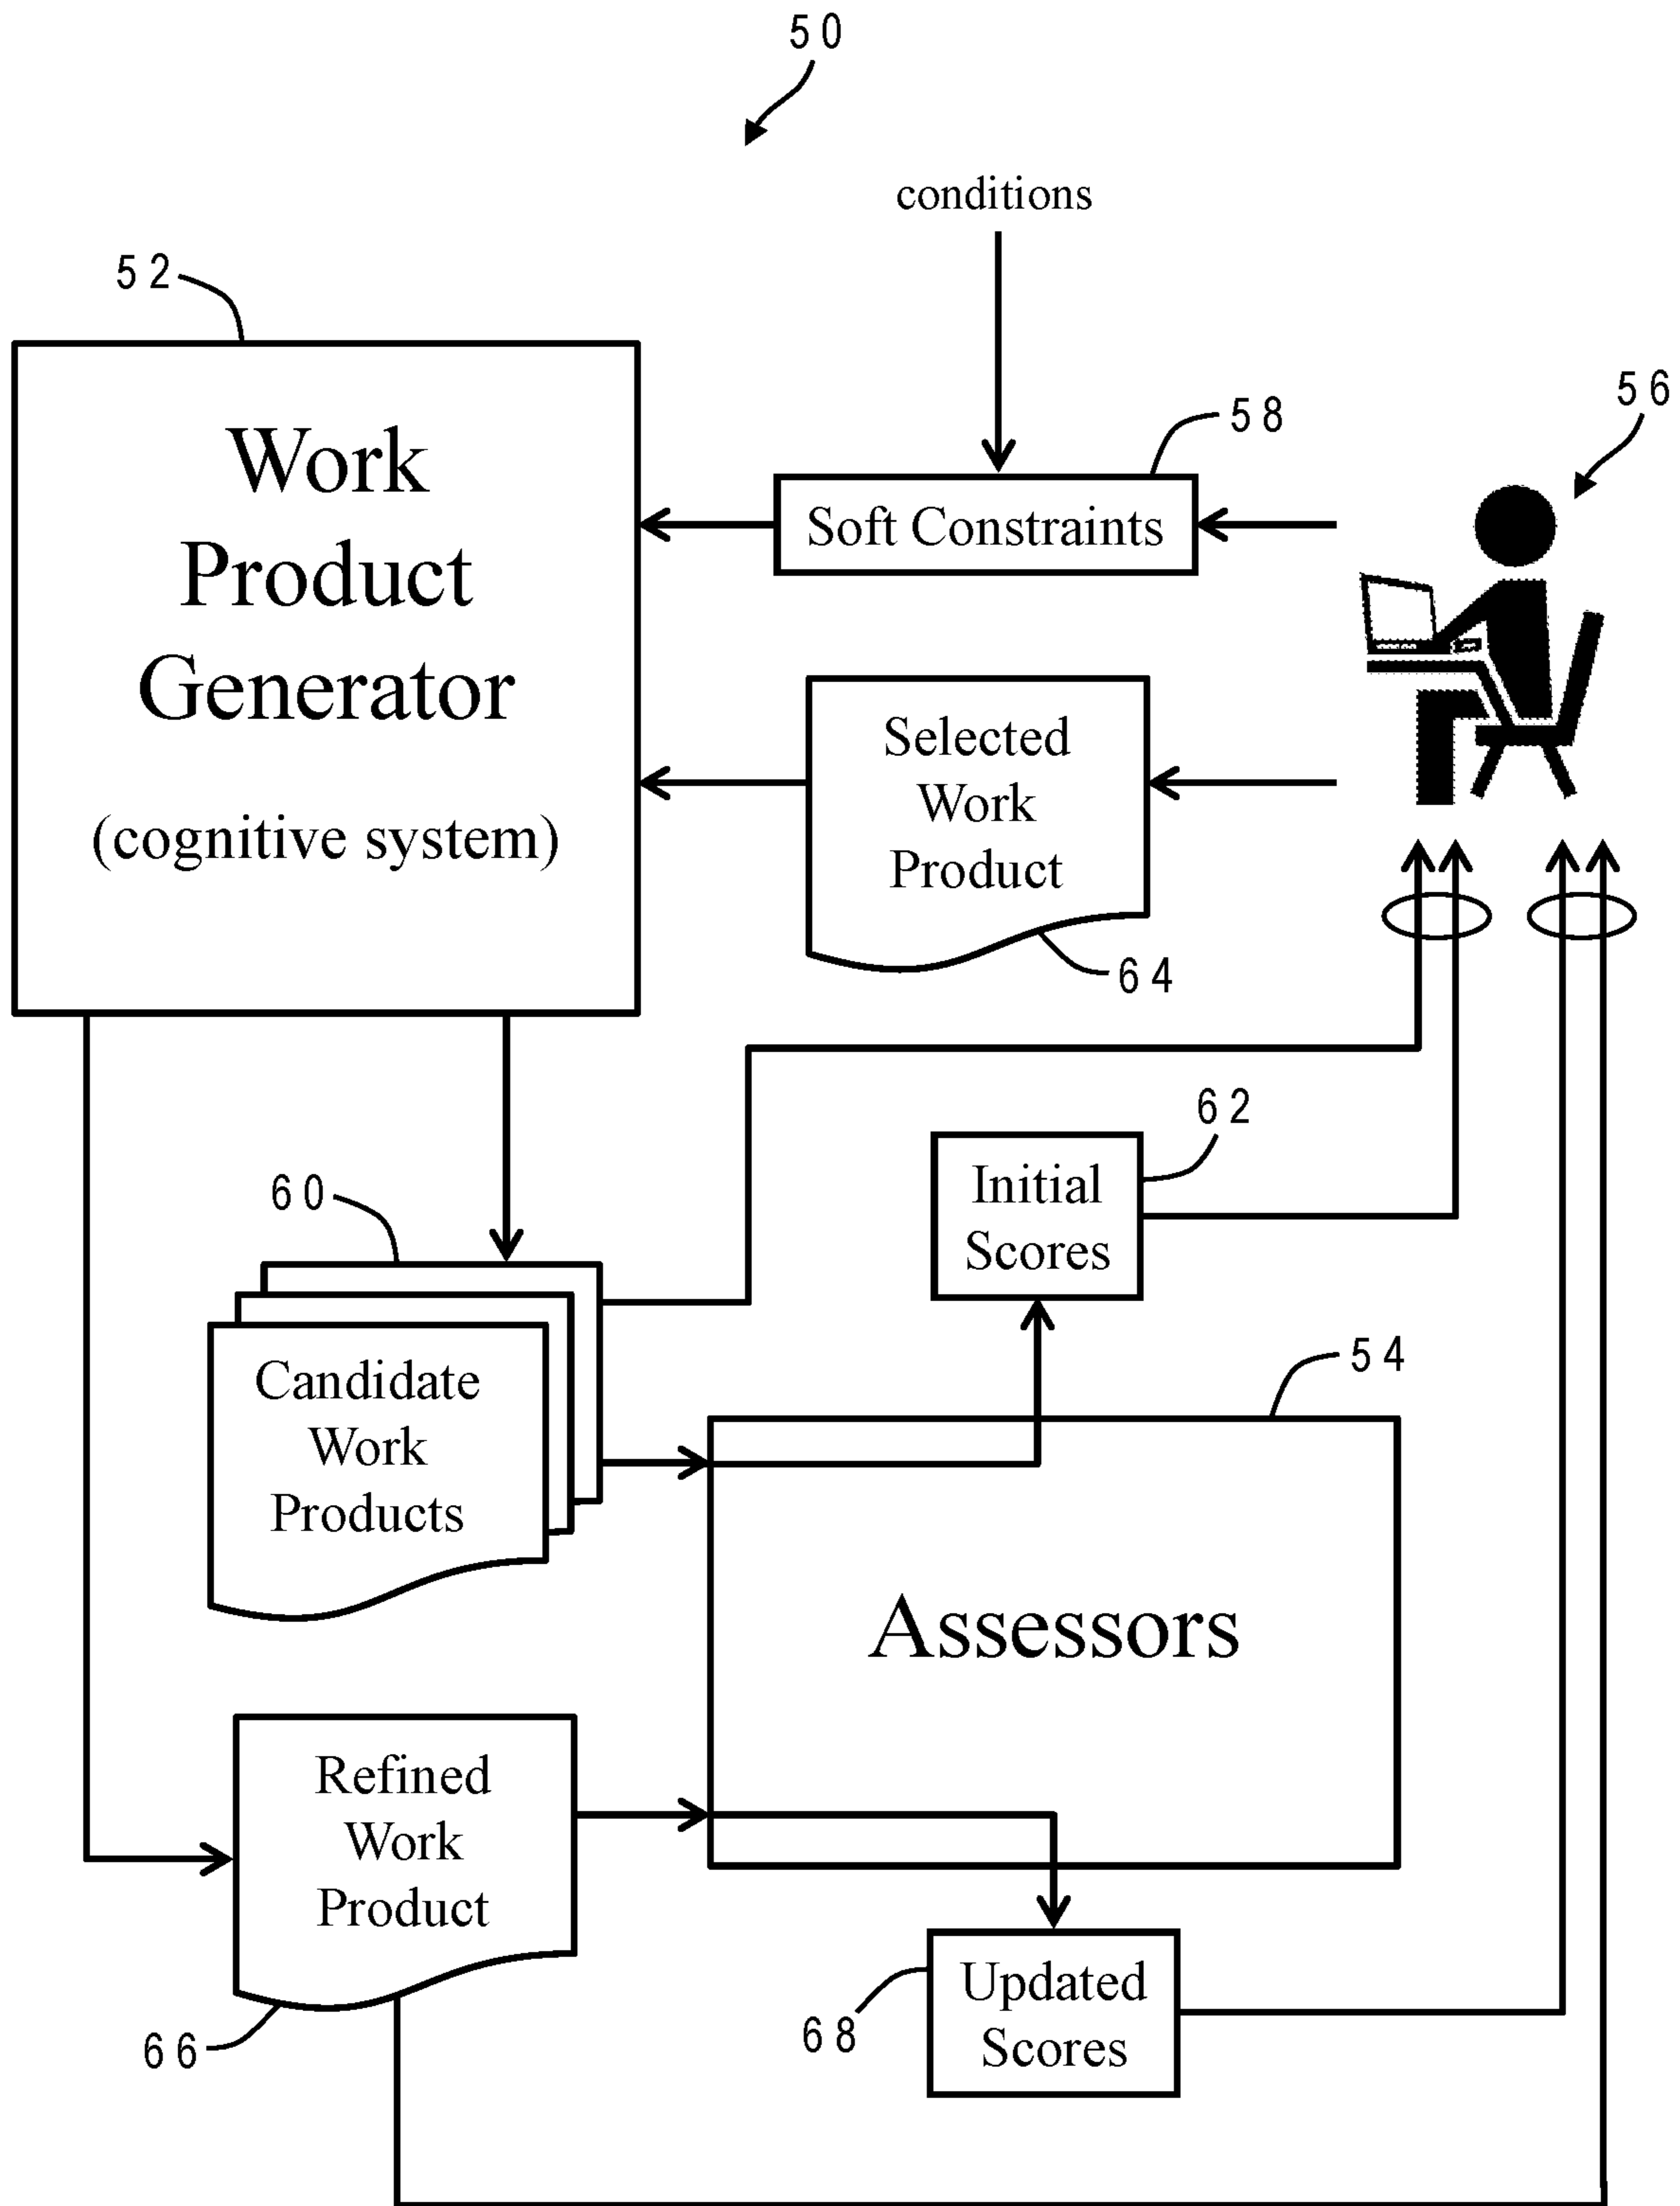 50
conditions
52
56
58
Work
Product
Generator
(cognitive system)
Soft Constraints
Selected
Work
Product
64
62
Initial
Scores
60
Candidate
Work
Products
54
Assessors
Refined
Work
Product
66
Updated
Scores
68